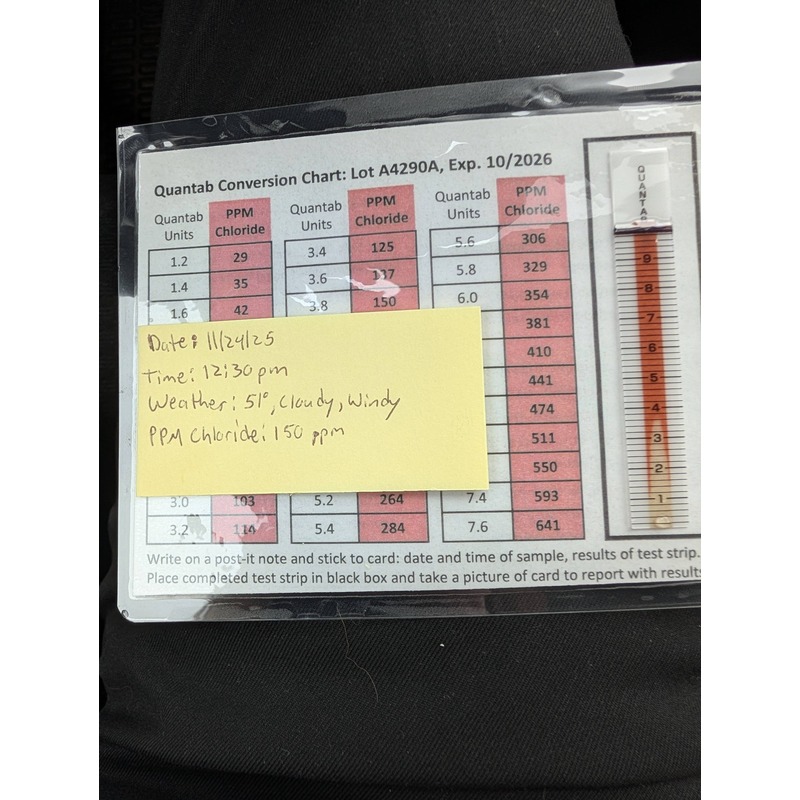 Quantab Conversion Chart: Lot A4290A, Exp. 10/2026
Quantab Units PPM Chloride
1.2 29
1.4 35
1.6 42
3.0 103
3.2 114
Quantab Units PPM Chloride
3.4 125
3.6 137
3.8 150
5.2 264
5.4 284
Quantab Units PPM Chloride
5.6 306
5.8 329
6.0 354
381
410
441
474
511
550
7.4 593
7.6 641
Date: 11/24/25
Time: 12:30 pm
Weather: 51°, Cloudy, Windy
PPM Chloride: 150 ppm
QUANTAB
9
8
7
6
5
4
3
2
1
Write on a post-it note and stick to card: date and time of sample, results of test strip.
Place completed test strip in black box and take a picture of card to report with results